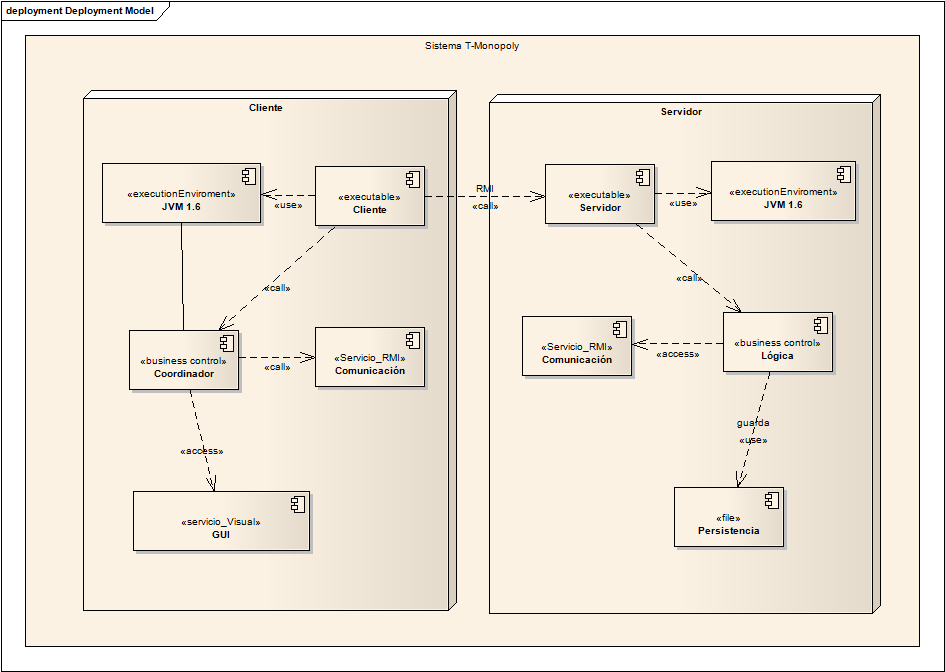 deployment Deployment Model
Sistema T-Monopoly
Cliente
«executionEnviroment»
JVM 1.6
«use»
«executable»
Cliente
«call»
«business control»
Coordinador
«call»
«Servicio_RMI»
Comunicación
«access»
«servicio_Visual»
GUI
RMI
«call»
Servidor
«executable»
Servidor
«use»
«executionEnviroment»
JVM 1.6
«call»
«Servicio_RMI»
Comunicación
«access»
«business control»
Lógica
guarda
«use»
«file»
Persistencia